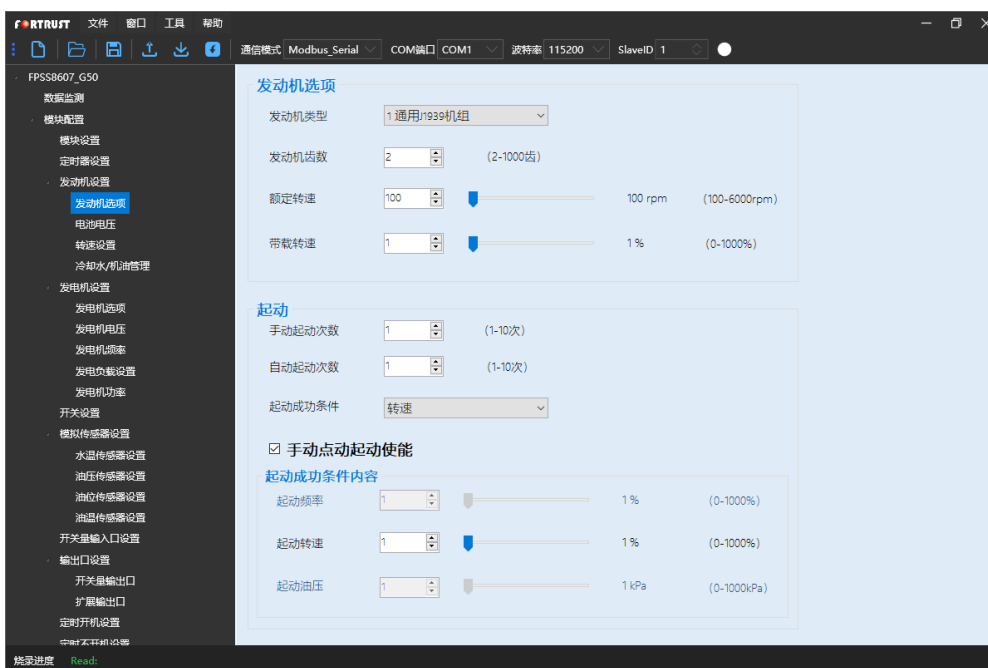 FORTRUST 文件 窗口 工具 帮助
通信模式 Modbus_Serial COM端口 COM1 波特率 115200 SlaveID 1
FPSS8607_G50
数据监测
模块配置
模块设置
定时器设置
发动机设置
发动机选项
电池电压
转速设置
冷却水/机油管理
发电机设置
发电机选项
发电机电压
发电机频率
发电负载设置
发电机功率
开关设置
模拟传感器设置
水温传感器设置
油压传感器设置
油位传感器设置
油温传感器设置
开关量输入口设置
输出口设置
开关量输出口
扩展输出口
定时开机设置
定时不开机设置
发动机选项
发动机类型 1 通用J1939机组
发动机齿数 2 (2-1000齿)
额定转速 100 100 rpm (100-6000rpm)
带载转速 1 1 % (0-1000%)
起动
手动起动次数 1 (1-10次)
自动起动次数 1 (1-10次)
起动成功条件 转速
手动点动起动使能
起动成功条件内容
起动频率 1 1 % (0-1000%)
起动转速 1 1 % (0-1000%)
起动油压 1 1 kPa (0-1000kPa)
烧录进度 Read: